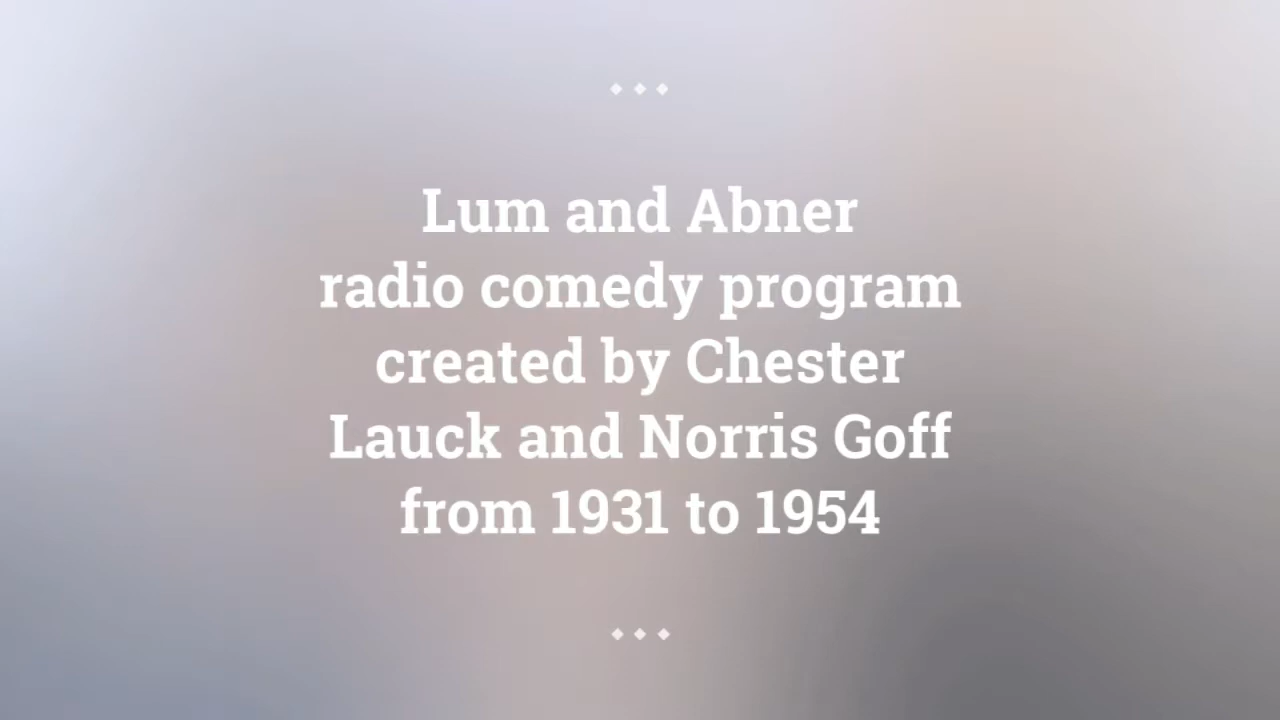 Lum and Abner
radio comedy program
created by Chester
Lauck and Norris Goff
from 1931 to 1954